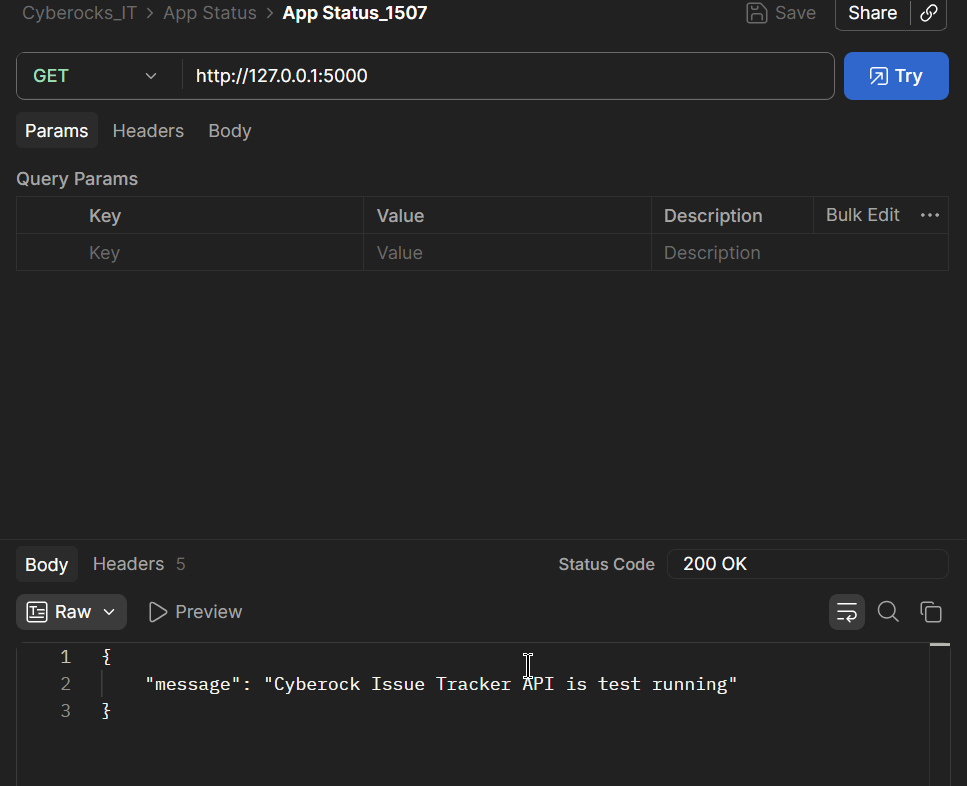 Cyberocks_IT > App Status > App Status_1507 Save Share
GET http://127.0.0.1:5000 Try
Params Headers Body
Query Params
Key Value Description Bulk Edit ···
Key Value Description
Body Headers 5 Status Code 200 OK
Raw Preview
1 {
2 "message": "Cyberock Issue Tracker API is test running"
3 }